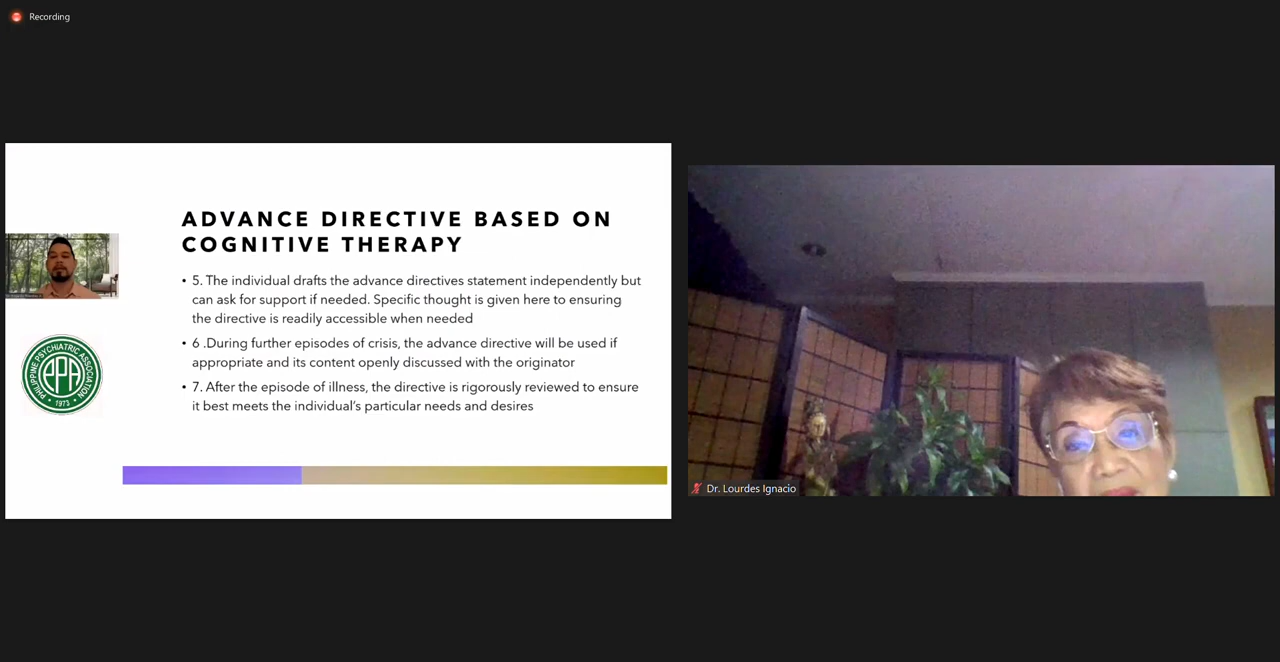 Recording
ADVANCE DIRECTIVE BASED ON
COGNITIVE THERAPY
• 5. The individual drafts the advance directives statement independently but
can ask for support if needed. Specific thought is given here to ensuring
the directive is readily accessible when needed
• 6 .During further episodes of crisis, the advance directive will be used if
appropriate and its content openly discussed with the originator
• 7. After the episode of illness, the directive is rigorously reviewed to ensure
it best meets the individual's particular needs and desires
PHILIPPINE PSYCHIATRIC ASSOCIATION
PPA
• 1973 •
Dr. Lourdes Ignacio